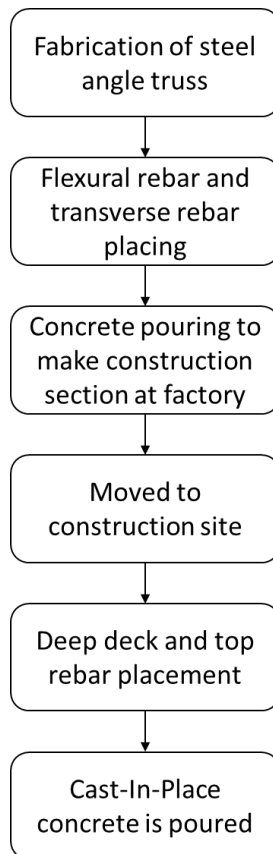 Fabrication of steel
angle truss
Flexural rebar and
transverse rebar
placing
Concrete pouring to
make construction
section at factory
Moved to
construction site
Deep deck and top
rebar placement
Cast-In-Place
concrete is poured